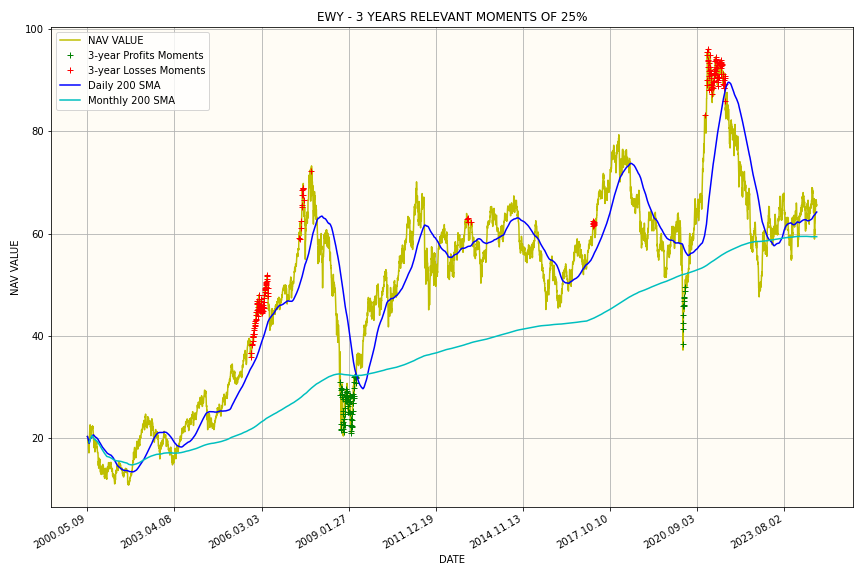 EWY - 3 YEARS RELEVANT MOMENTS OF 25%
NAV VALUE
3-year Profits Moments
3-year Losses Moments
Daily 200 SMA
Monthly 200 SMA
100
80
60
40
20
NAV VALUE
2000.05.09
2003.04.08
2006.03.03
2009.01.27
2011.12.19
2014.11.13
2017.10.10
2020.09.03
2023.08.02
DATE